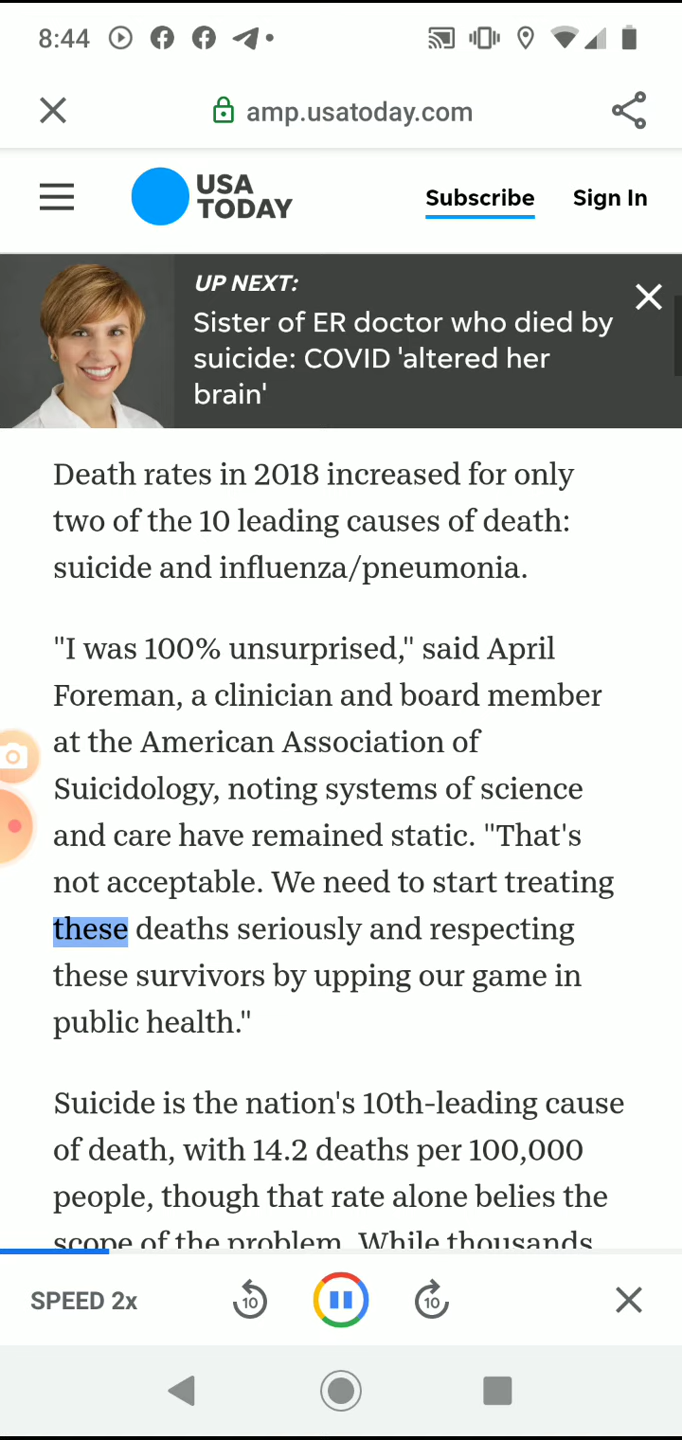 8:44
amp.usatoday.com
USA
TODAY
Subscribe
Sign In
UP NEXT:
Sister of ER doctor who died by
suicide: COVID 'altered her
brain'
Death rates in 2018 increased for only
two of the 10 leading causes of death:
suicide and influenza/pneumonia.
"I was 100% unsurprised," said April
Foreman, a clinician and board member
at the American Association of
Suicidology, noting systems of science
and care have remained static. "That's
not acceptable. We need to start treating
these deaths seriously and respecting
these survivors by upping our game in
public health."
Suicide is the nation's 10th-leading cause
of death, with 14.2 deaths per 100,000
people, though that rate alone belies the
scope of the problem. While thousands
SPEED 2x
10
10